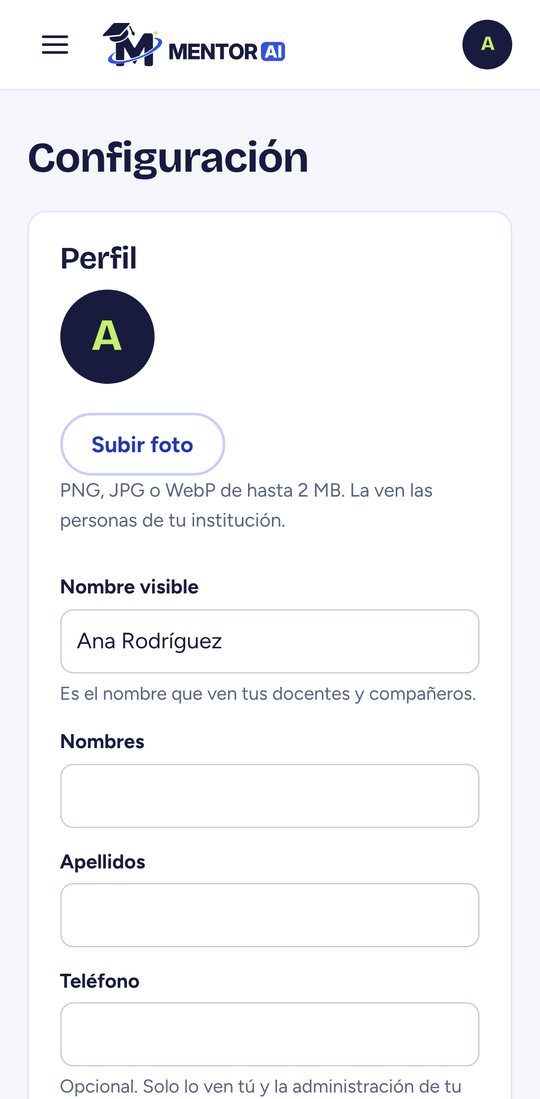 M MENTOR AI
A
Configuración
Perfil
A
Subir foto
PNG, JPG o WebP de hasta 2 MB. La ven las
personas de tu institución.
Nombre visible
Ana Rodríguez
Es el nombre que ven tus docentes y compañeros.
Nombres
Apellidos
Teléfono
Opcional. Solo lo ven tú y la administración de tu